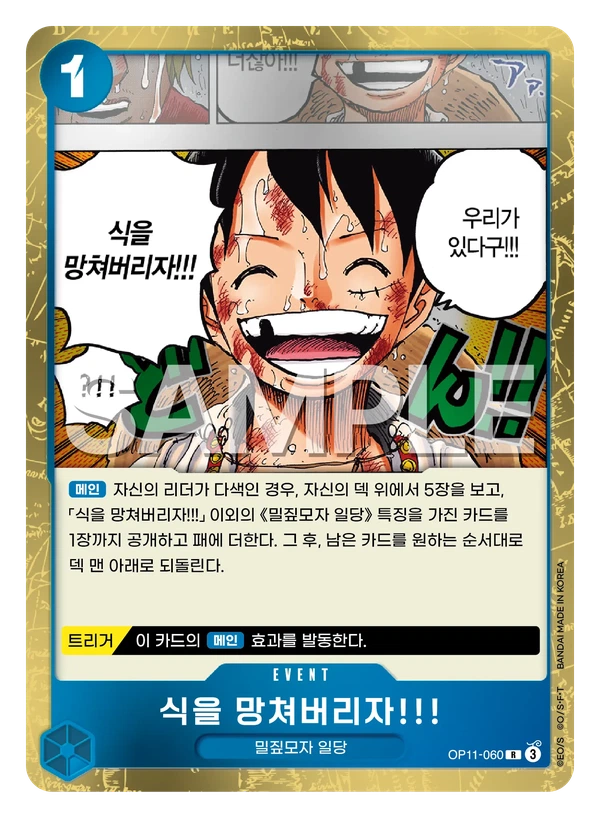 1
더잖아!!!
アア.
식을
망쳐버리자!!!
우리가
있다구!!!
?!!
SAMPLE
메인 자신의 리더가 다색인 경우, 자신의 덱 위에서 5장을 보고,
「식을 망쳐버리자!!!」 이외의 《밀짚모자 일당》 특징을 가진 카드를
1장까지 공개하고 패에 더한다. 그 후, 남은 카드를 원하는 순서대로
덱 맨 아래로 되돌린다.
트리거 이 카드의 메인 효과를 발동한다.
EVENT
식을 망쳐버리자!!!
밀짚모자 일당
OP11-060 R 3
©E.O/S ©O/S·F·T BANDAI MADE IN KOREA